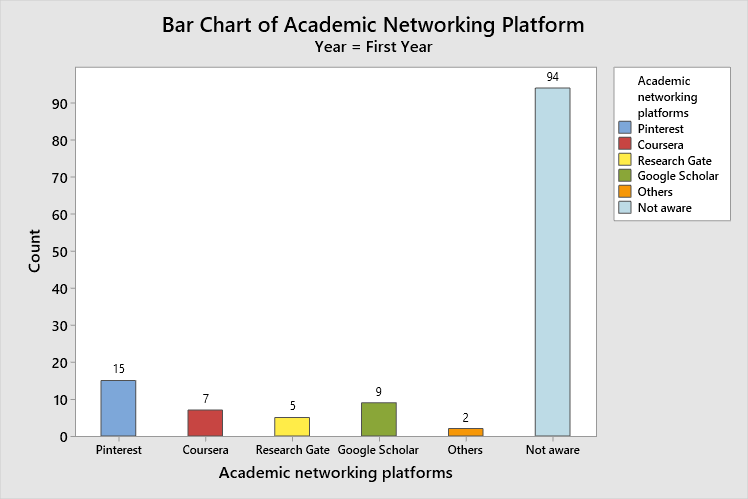 Bar Chart of Academic Networking Platform
Year = First Year
Count
90
80
70
60
50
40
30
20
10
0
15
7
5
9
2
94
Pinterest
Coursera
Research Gate
Google Scholar
Others
Not aware
Academic networking platforms
Academic
networking
platforms
Pinterest
Coursera
Research Gate
Google Scholar
Others
Not aware